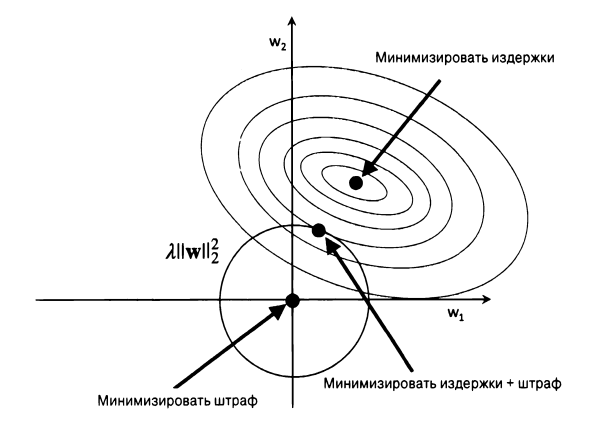 w₂
Минимизировать издержки
λ||w||₂²
w₁
Минимизировать издержки + штраф
Минимизировать штраф